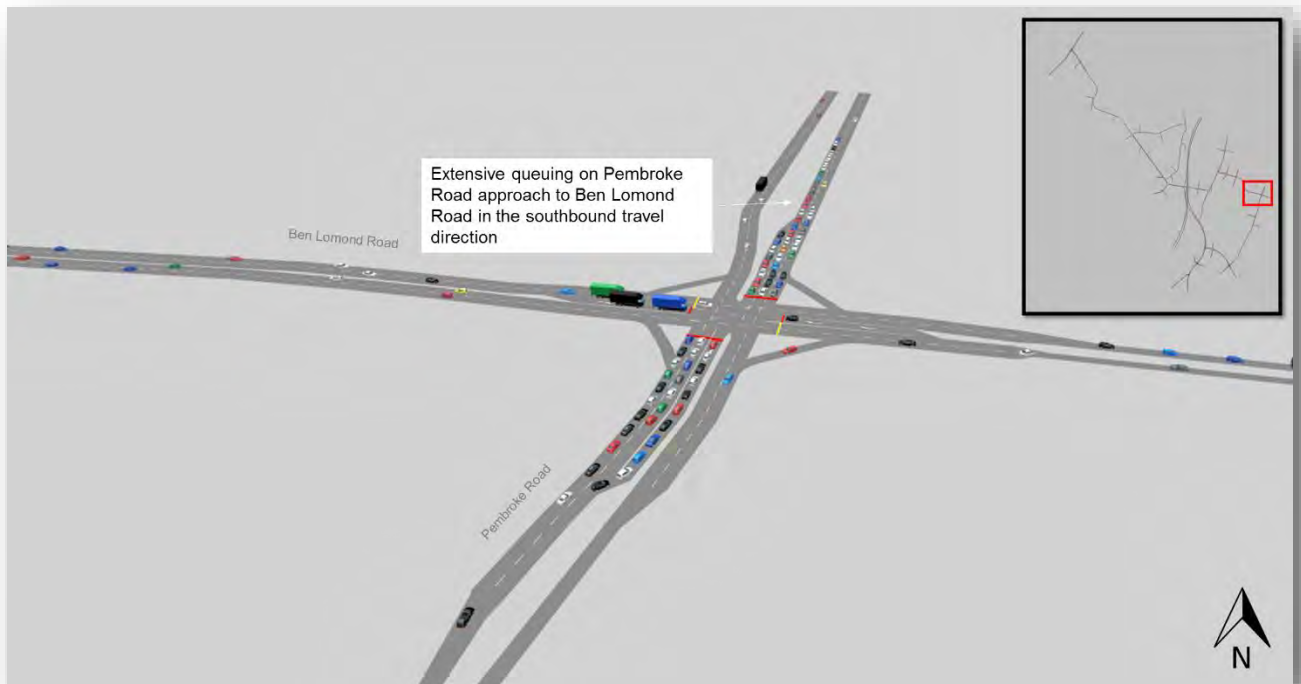 Extensive queuing on Pembroke
Road approach to Ben Lomond
Road in the southbound travel
direction
Ben Lomond Road
Pembroke Road
N